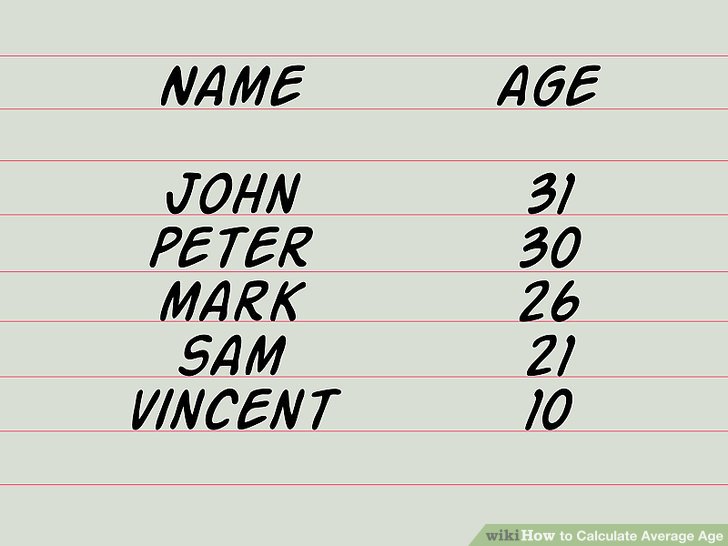 NAME AGE
JOHN 31
PETER 30
MARK 26
SAM 21
VINCENT 10
wikiHow to Calculate Average Age